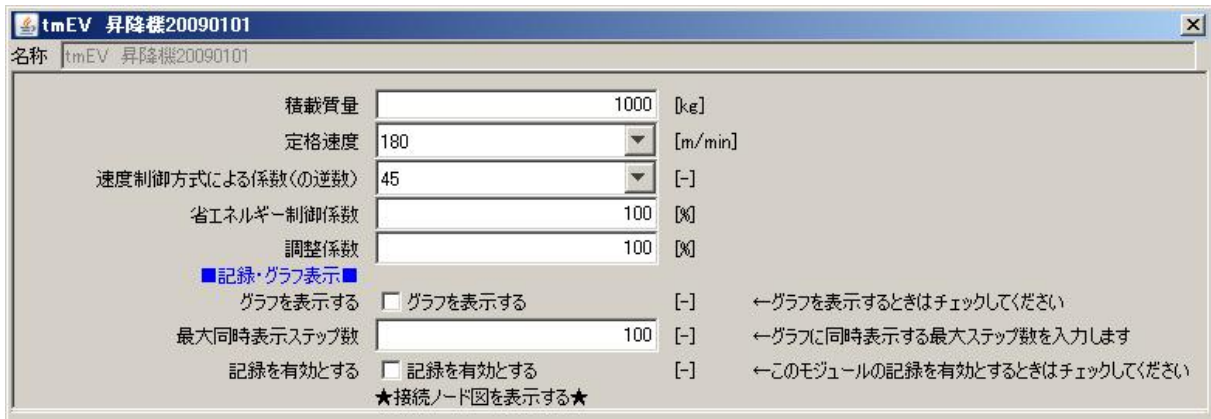 tmEV 昇降機20090101
名称 tmEV 昇降機20090101
積載質量 1000 [kg]
定格速度 180 [m/min]
速度制御方式による係数(の逆数) 45 [-]
省エネルギー制御係数 100 [%]
調整係数 100 [%]
■記録・グラフ表示■
グラフを表示する グラフを表示する [-] ←グラフを表示するときはチェックしてください
最大同時表示ステップ数 100 [-] ←グラフに同時表示する最大ステップ数を入力します
記録を有効とする 記録を有効とする [-] ←このモジュールの記録を有効とするときはチェックしてください
★接続ノード図を表示する★